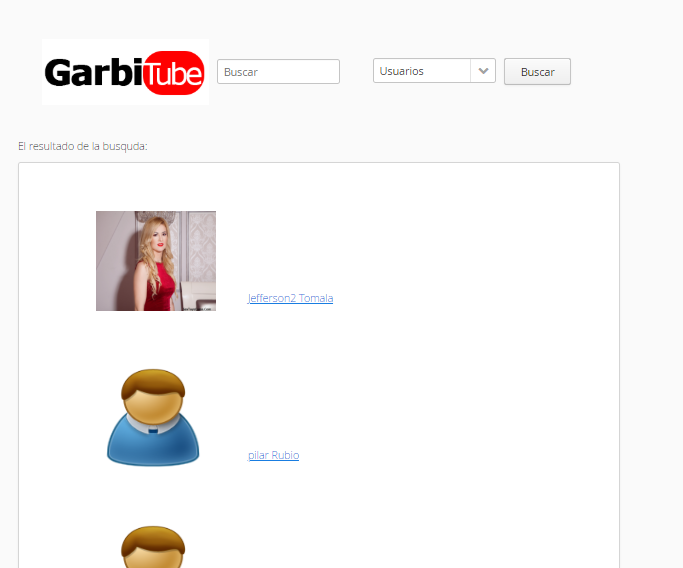 GarbiTube
Buscar
Usuarios
Buscar
El resultado de la busquda:
Jefferson2 Tomala
pilar Rubio